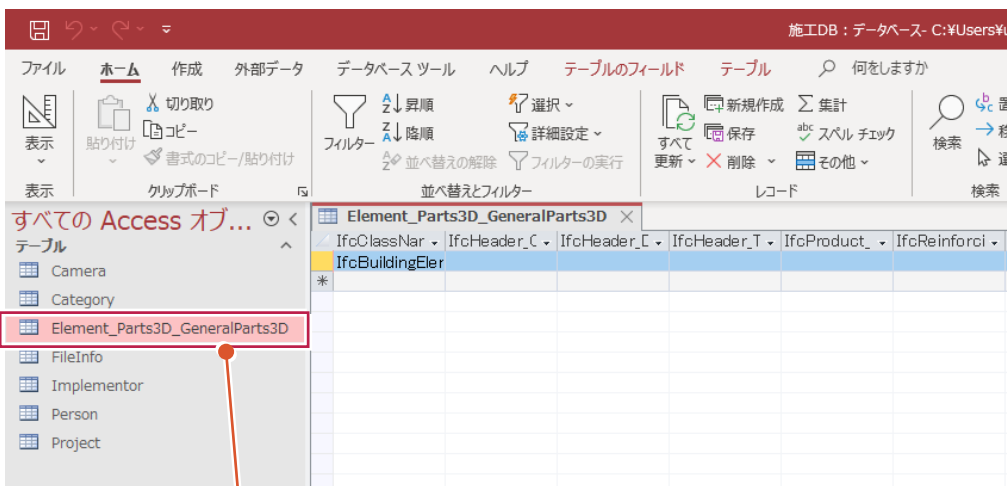 施工DB : データベース- C:¥Users¥u
ファイル ホーム 作成 外部データ データベース ツール ヘルプ テーブルのフィールド テーブル 何をしますか
表示
貼り付け
切り取り
コピー
書式のコピー/貼り付け
フィルター
昇順
降順
並べ替えの解除
選択
詳細設定
フィルターの実行
すべて
更新
新規作成
保存
削除
集計
スペル チェック
その他
検索
表示 クリップボード 並べ替えとフィルター レコード 検索
すべての Access オブ...
テーブル
Camera
Category
Element_Parts3D_GeneralParts3D
FileInfo
Implementor
Person
Project
Element_Parts3D_GeneralParts3D
IfcClassNar IfcHeader_C IfcHeader_D IfcHeader_T IfcProduct_ IfcReinforci
IfcBuildingEler